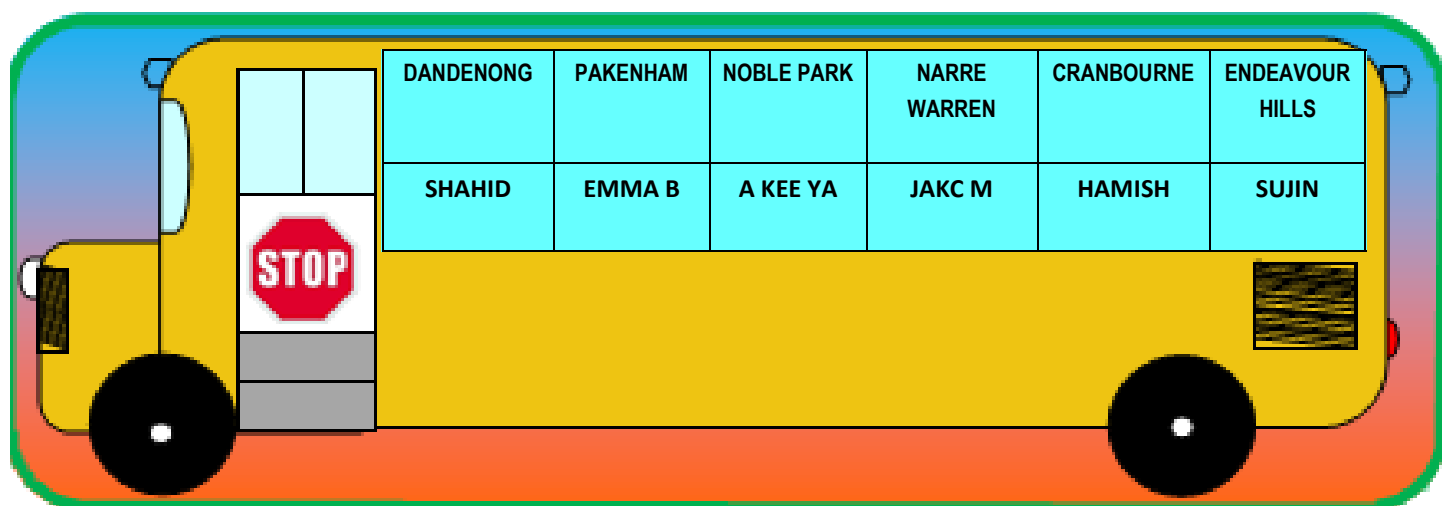 DANDENONG PAKENHAM NOBLE PARK NARRE WARREN CRANBOURNE ENDEAVOUR HILLS
SHAHID EMMA B A KEE YA JAKC M HAMISH SUJIN
STOP